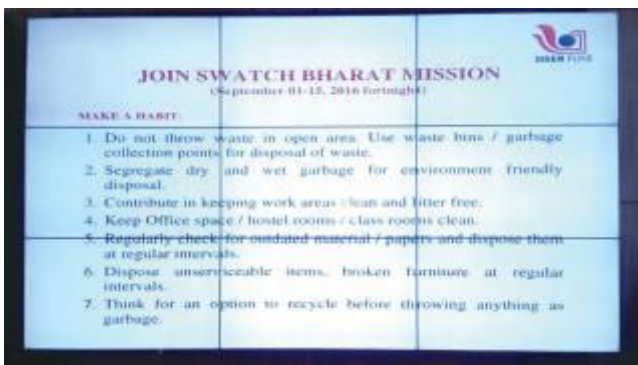 NISER PUNE
JOIN SWATCH BHARAT MISSION
(September 01-15, 2016 fortnight)
MAKE A HABIT:
1. Do not throw waste in open area. Use waste bins / garbage
collection points for disposal of waste.
2. Segregate dry and wet garbage for environment friendly
disposal.
3. Contribute in keeping work areas clean and litter free.
4. Keep Office space / hostel rooms / class rooms clean.
5. Regularly check for outdated material / papers and dispose them
at regular intervals.
6. Dispose unserviceable items, broken furniture at regular
intervals.
7. Think for an option to recycle before throwing anything as
garbage.